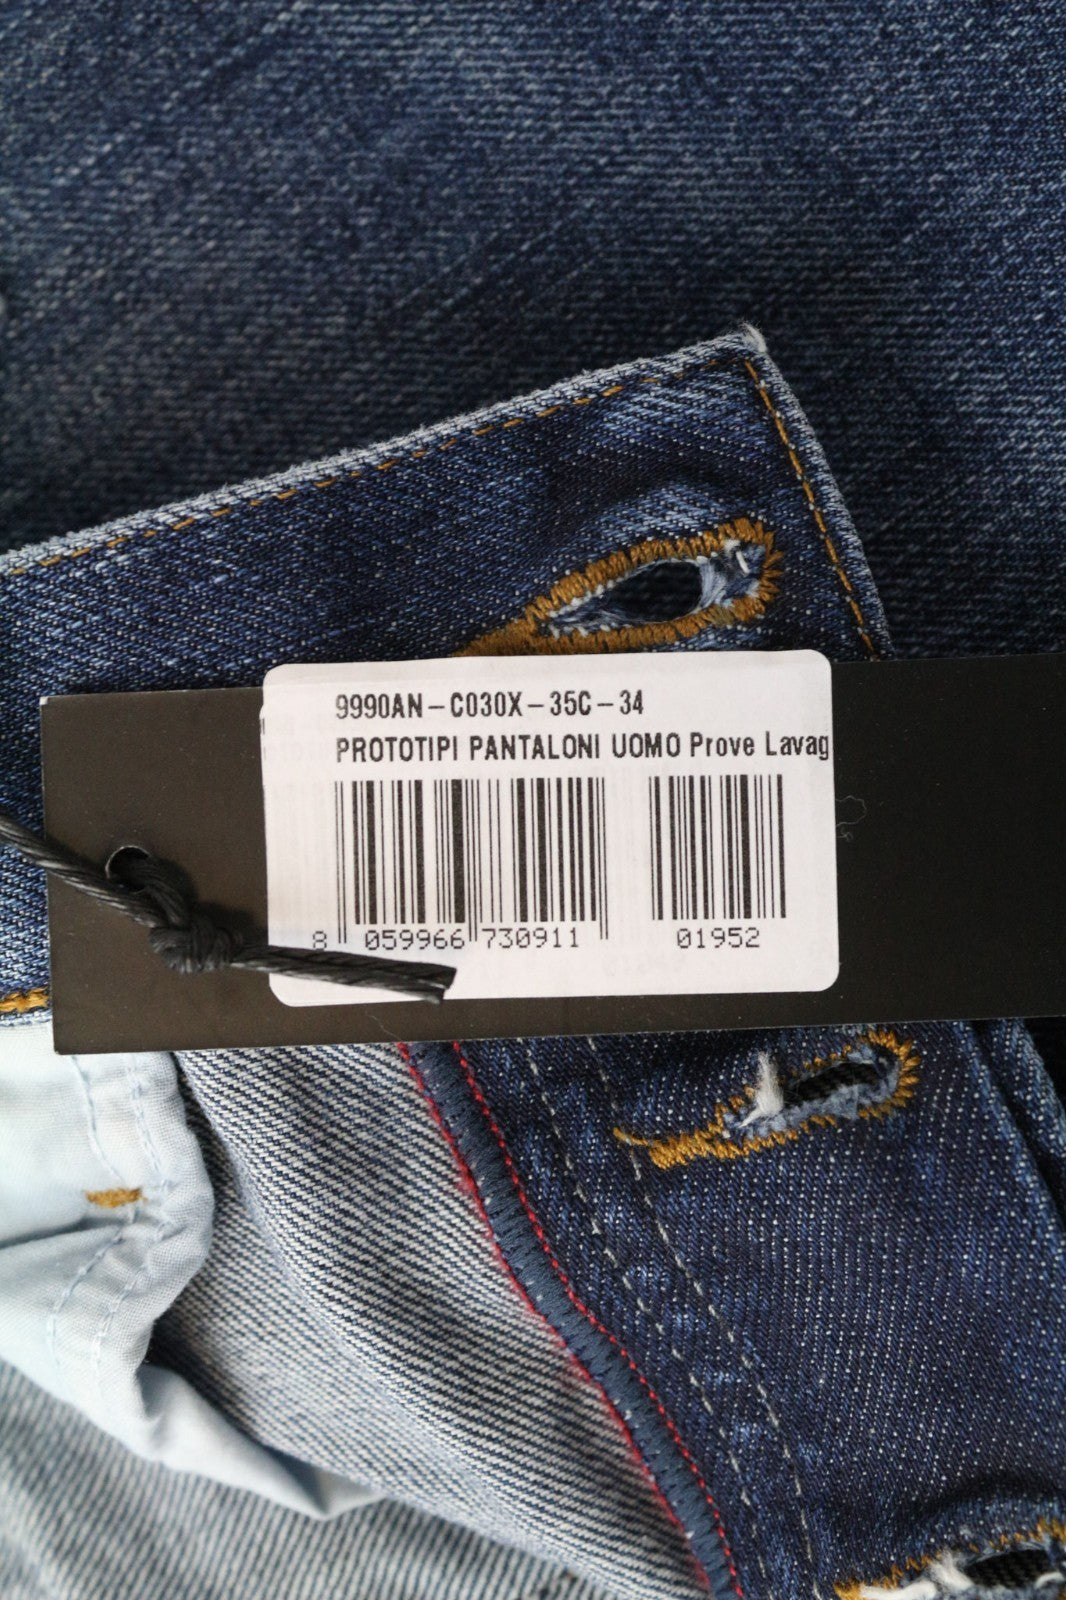 9990AN-C030X-35C-34
PROTOTIPI PANTALONI UOMO Prove Lavag
8 059966 730911 01952